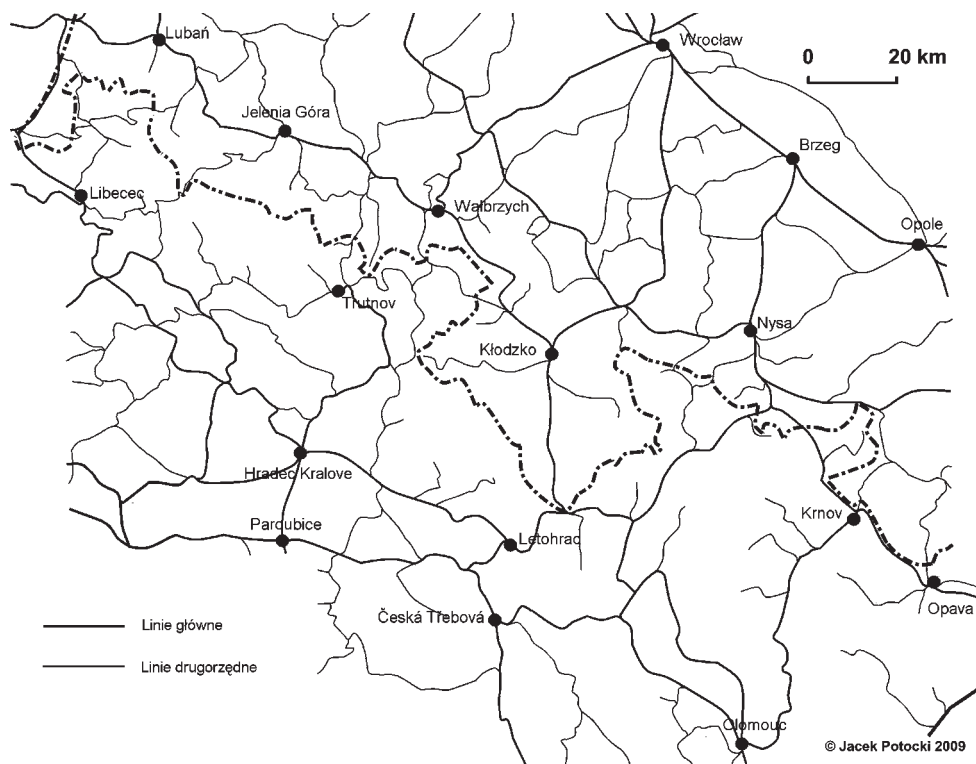 Lubań
Wrocław
0 20 km
Jelenia Góra
Brzeg
Libecec
Wałbrzych
Opole
Trutnov
Nysa
Kłodzko
Hradec Kralove
Krnov
Pardubice
Letohrad
Opava
Česká Třebová
Linie główne
Linie drugorzędne
Olomouc
© Jacek Potocki 2009